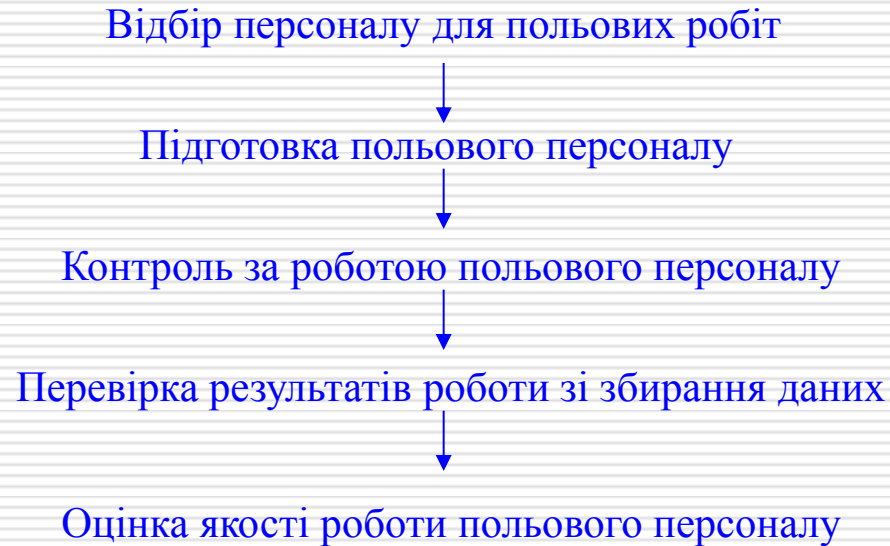 Відбір персоналу для польових робіт
Підготовка польового персоналу
Контроль за роботою польового персоналу
Перевірка результатів роботи зі збирання даних
Оцінка якості роботи польового персоналу